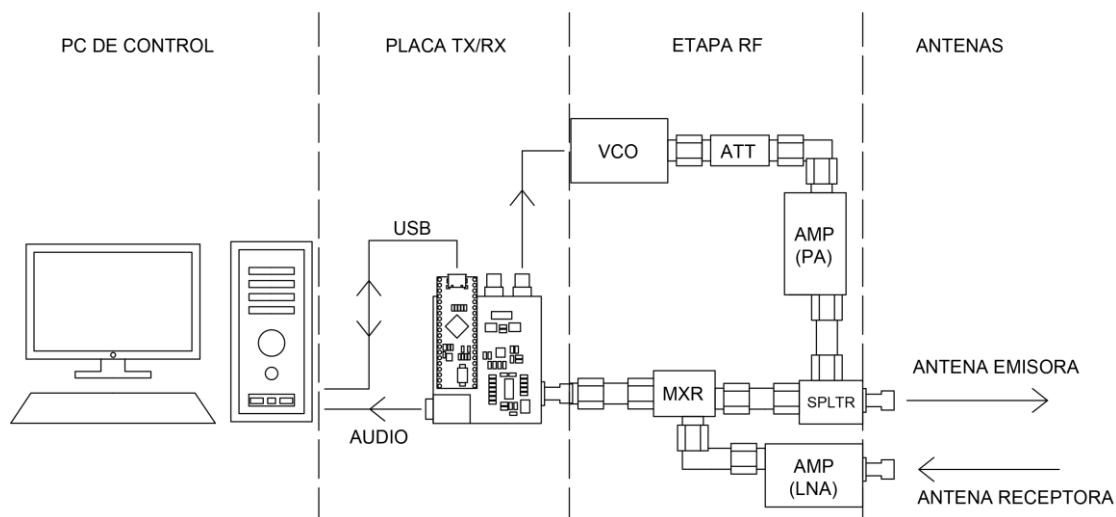 PC DE CONTROL
PLACA TX/RX
ETAPA RF
ANTENAS
VCO
ATT
AMP
(PA)
USB
ANTENA EMISORA
MXR
SPLTR
AUDIO
AMP
(LNA)
ANTENA RECEPTORA